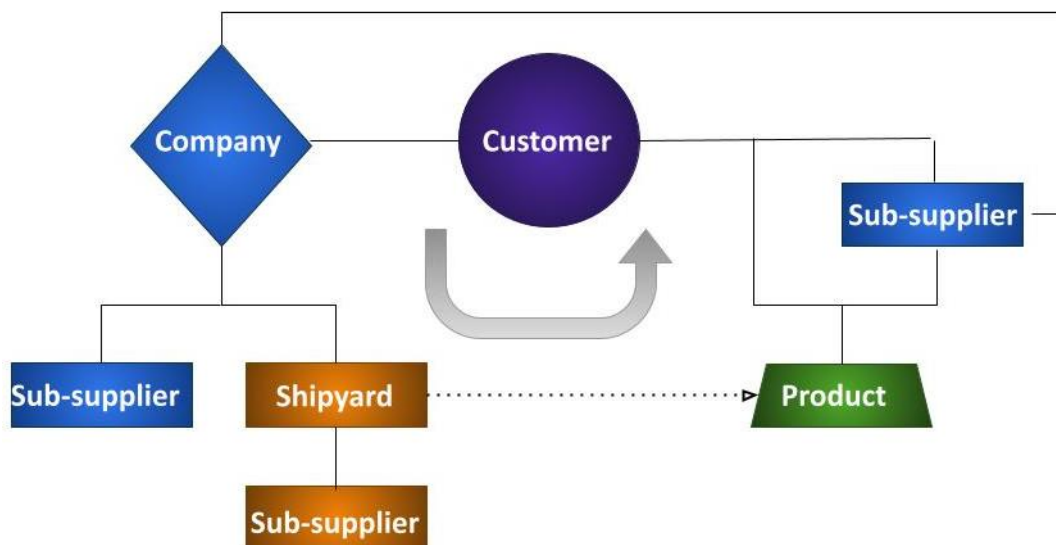 Company
Customer
Sub-supplier
Sub-supplier
Shipyard
Product
Sub-supplier